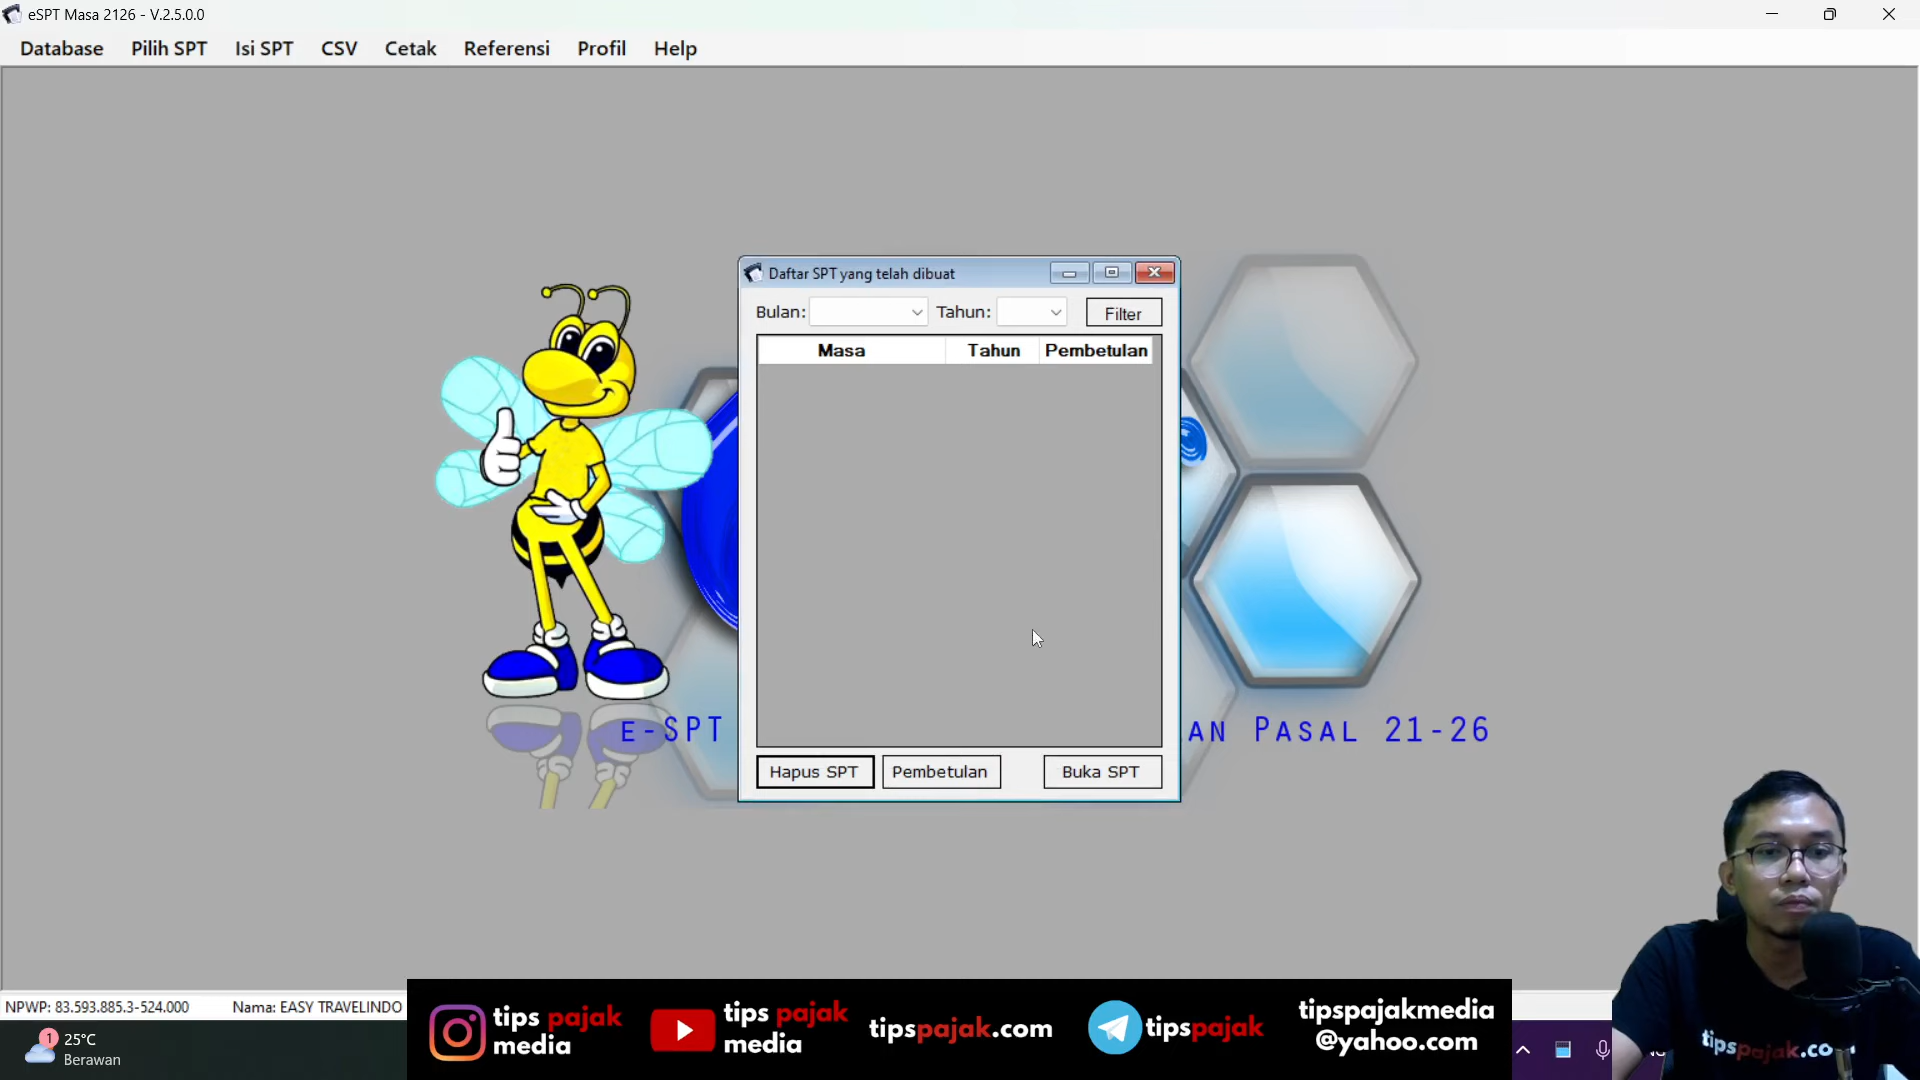 eSPT Masa 2126 - V.2.5.0.0
Database Pilih SPT Isi SPT CSV Cetak Referensi Profil Help
Daftar SPT yang telah dibuat
Bulan: Tahun: Filter
Masa Tahun Pembetulan
e-SPT
an Pasal 21-26
Hapus SPT Pembetulan Buka SPT
NPWP: 83.593.885.3-524.000 Nama: EASY TRAVELINDO
1
25°C
Berawan
tips pajak media
tips pajak media
tipspajak.com
tipspajak
tipspajakmedia
@yahoo.com
tipspajak.co